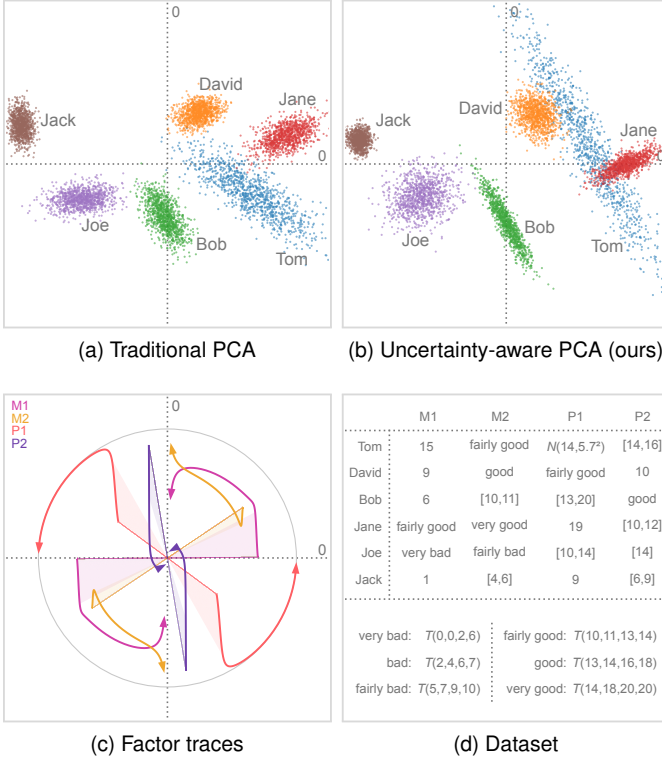 0
David
Jane
Jack
0
Joe
Bob
Tom
(a) Traditional PCA
0
David
Jack
Jane
Joe
Bob
Tom
(b) Uncertainty-aware PCA (ours)
M1
M2
P1
P2
0
0
(c) Factor traces
M1 M2 P1 P2
Tom 15 fairly good N(14,5.7²) [14,16]
David 9 good fairly good 10
Bob 6 [10,11] [13,20] good
Jane fairly good very good 19 [10,12]
Joe very bad fairly bad [10,14] [14]
Jack 1 [4,6] 9 [6,9]
very bad: T(0,0,2,6) fairly good: T(10,11,13,14)
bad: T(2,4,6,7) good: T(13,14,16,18)
fairly bad: T(5,7,9,10) very good: T(14,18,20,20)
(d) Dataset